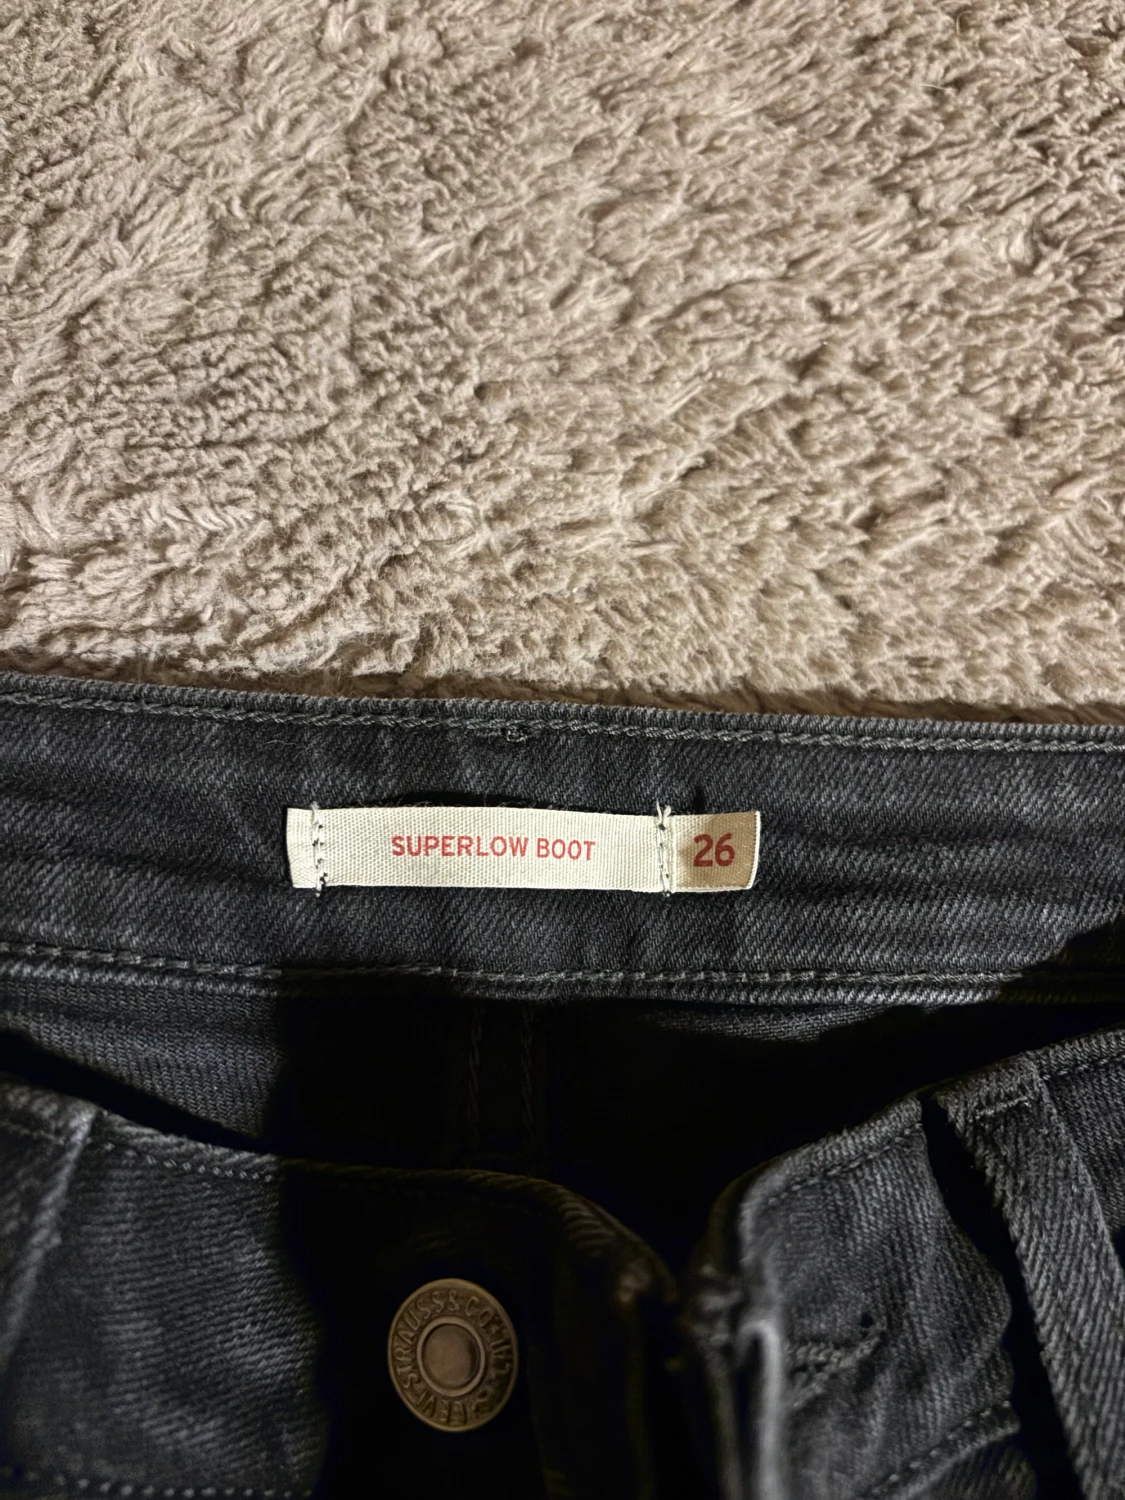 SUPERLOW BOOT
26
LEVI STRAUSS & CO.